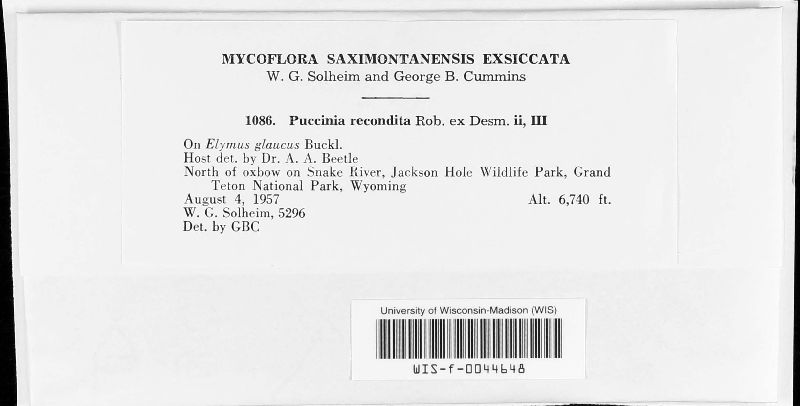 MYCOFLORA SAXIMONTANENSIS EXSICCATA
W. G. Solheim and George B. Cummins
1086. Puccinia recondita Rob. ex Desm. ii, III
On Elymus glaucus Buckl.
Host det. by Dr. A. A. Beetle
North of oxbow on Snake River, Jackson Hole Wildlife Park, Grand
Teton National Park, Wyoming
August 4, 1957 Alt. 6,740 ft.
W. G. Solheim, 5296
Det. by GBC
University of Wisconsin-Madison (WIS)
WIS-f-0044648